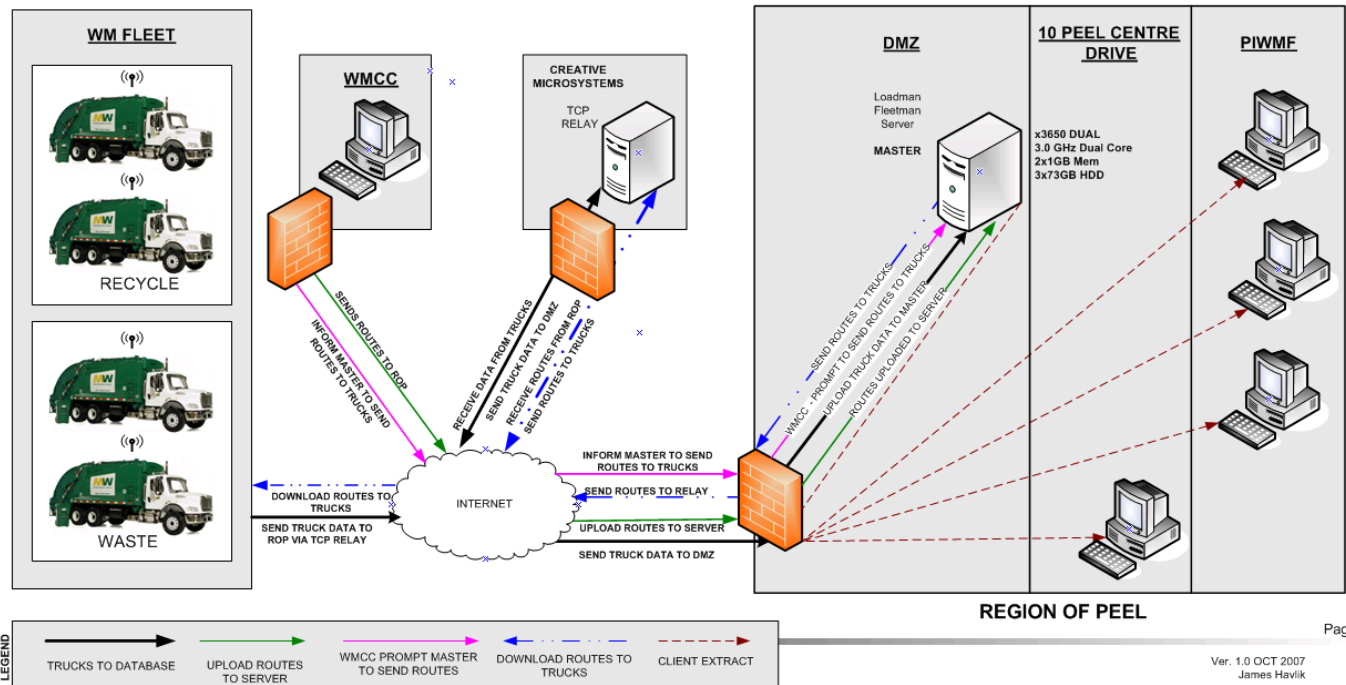 WM FLEET
RECYCLE
WASTE
WMCC
CREATIVE
MICROSYSTEMS
TCP
RELAY
DMZ
Loadman
Fleetman
Server
MASTER
10 PEEL CENTRE
DRIVE
x3650 DUAL
3.0 GHz Dual Core
2x1GB Mem
3x73GB HDD
PIWMF
SENDS ROUTES TO ROP
INFORM MASTER TO SEND
ROUTES TO TRUCKS
RECEIVE DATA FROM TRUCKS
SEND TRUCK DATA TO DMZ
RECEIVE ROUTES FROM ROP
SEND ROUTES TO TRUCKS
SEND ROUTES TO TRUCKS
WMCC - PROMPT TO SEND ROUTES TO TRUCKS
UPLOAD TRUCK DATA TO MASTER
ROUTES UPLOADED TO SERVER
INTERNET
DOWNLOAD ROUTES TO
TRUCKS
SEND TRUCK DATA TO
ROP VIA TCP RELAY
INFORM MASTER TO SEND
ROUTES TO TRUCKS
SEND ROUTES TO RELAY
UPLOAD ROUTES TO SERVER
SEND TRUCK DATA TO DMZ
REGION OF PEEL
Pag
LEGEND
TRUCKS TO DATABASE
UPLOAD ROUTES
TO SERVER
WMCC PROMPT MASTER
TO SEND ROUTES
DOWNLOAD ROUTES TO
TRUCKS
CLIENT EXTRACT
Ver. 1.0 OCT 2007
James Havlik